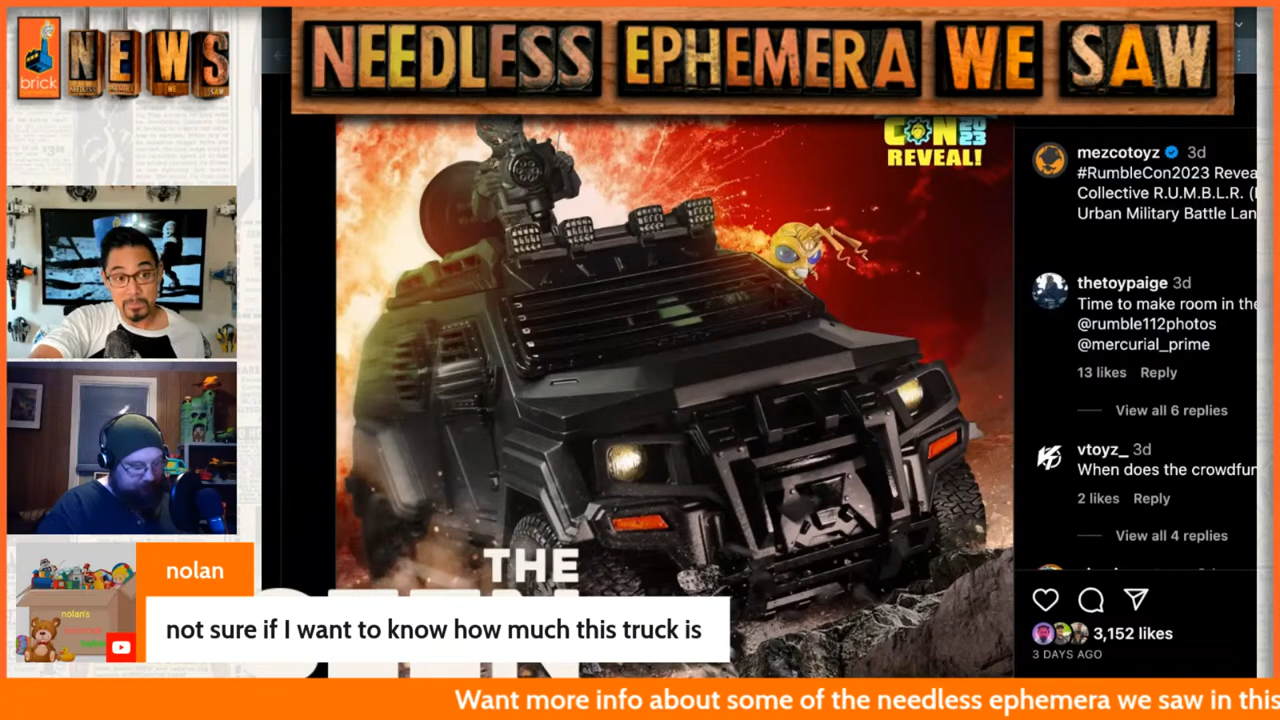 brick
NEWS
NEEDLESS EPHEMERA WE SAW
CON 2023
REVEAL!
mezcotoyz 3d
#RumbleCon2023 Revea
Collective R.U.M.B.L.R. (
Urban Military Battle Lan
thetoypaige 3d
Time to make room in the
@rumble112photos
@mercurial_prime
13 likes Reply
View all 6 replies
vtoyz_ 3d
When does the crowdfun
2 likes Reply
View all 4 replies
3,152 likes
3 DAYS AGO
THE
nolan
nolan's
not sure if I want to know how much this truck is
Want more info about some of the needless ephemera we saw in this